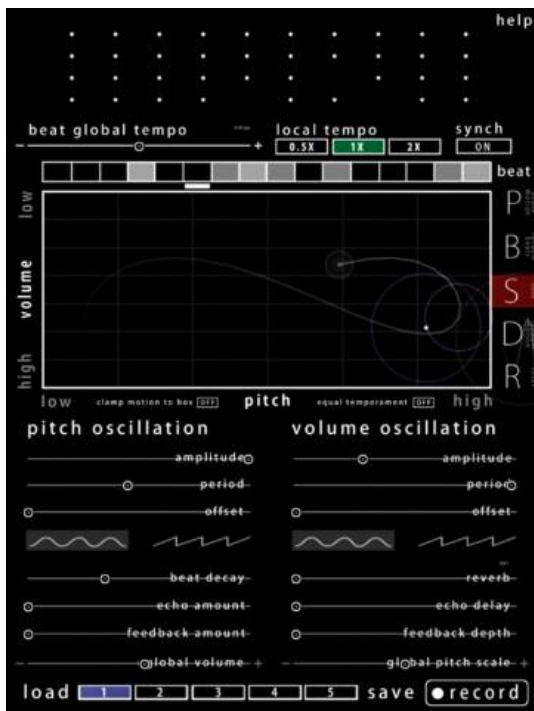 help
beat global tempo
local tempo
synch
- +
0.5X 1X 2X ON
beat
low
volume
high
P
B
S
D
R
low clamp motion to box OFF pitch equal temporament OFF high
pitch oscillation
volume oscillation
amplitude
amplitude
period
period
offset
offset
beat decay
reverb
echo amount
echo delay
feedback amount
feedback depth
- global volume +
- global pitch scale +
load 1 2 3 4 5 save record